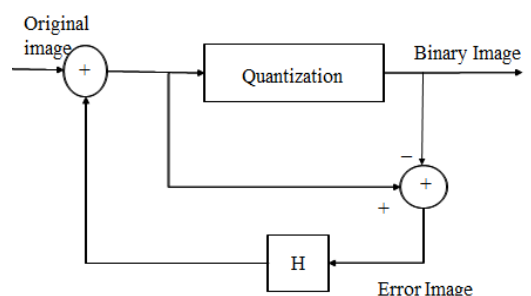 Original
image
Binary Image
+
Quantization
−
+
+
H
Error Image